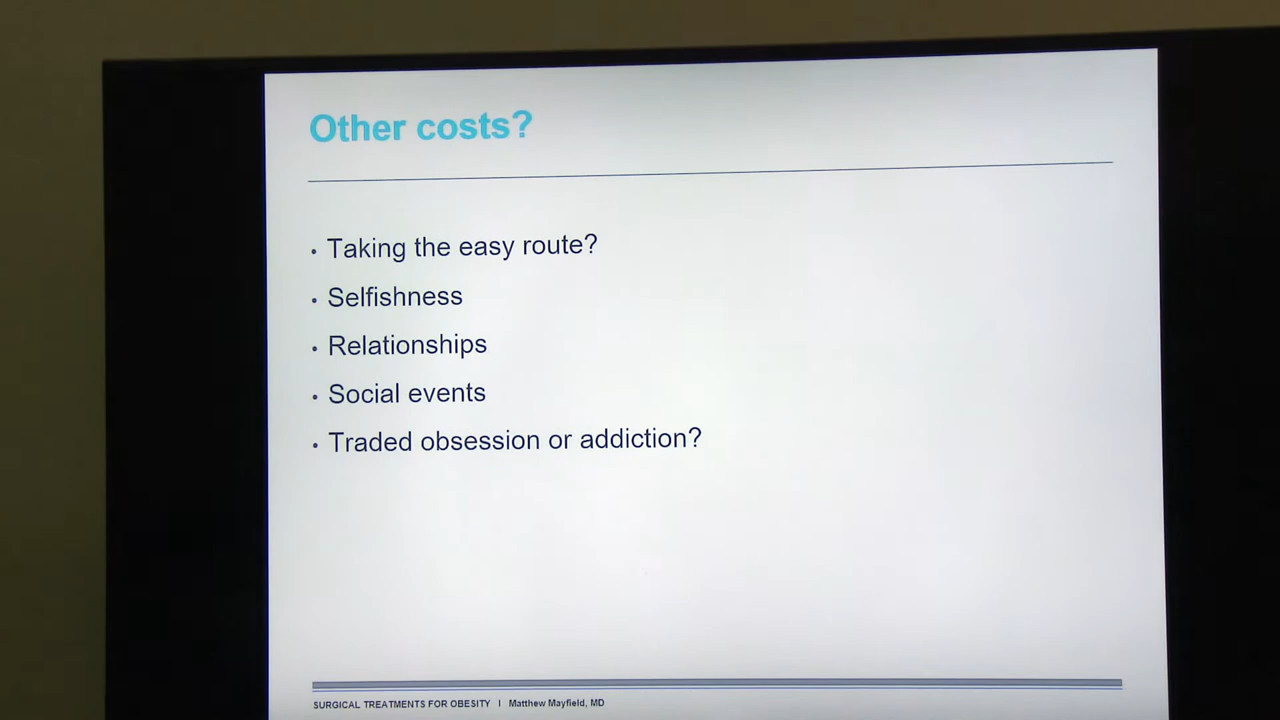 Other costs?
• Taking the easy route?
• Selfishness
• Relationships
• Social events
• Traded obsession or addiction?
SURGICAL TREATMENTS FOR OBESITY I Matthew Mayfield, MD